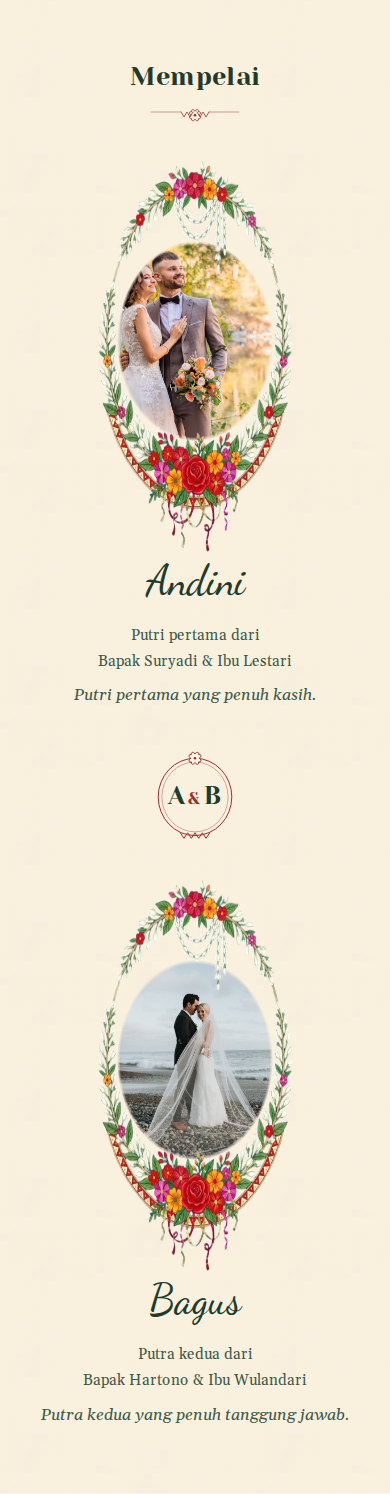 Mempelai
Andini
Putri pertama dari
Bapak Suryadi & Ibu Lestari
Putri pertama yang penuh kasih.
A & B
Bagus
Putra kedua dari
Bapak Hartono & Ibu Wulandari
Putra kedua yang penuh tanggung jawab.